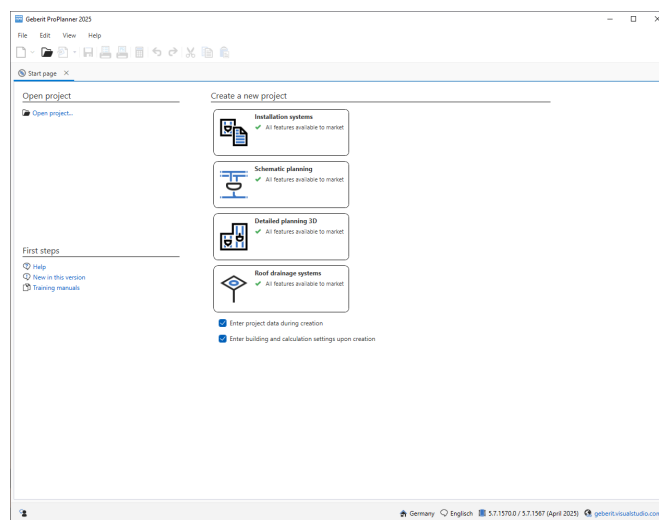 Geberit ProPlanner 2025
File Edit View Help
Start page
Open project
Open project...
First steps
Help
New in this version
Training manuals
Create a new project
Installation systems
All features available to market
Schematic planning
All features available to market
Detailed planning 3D
All features available to market
Roof drainage systems
All features available to market
Enter project data during creation
Enter building and calculation settings upon creation
Germany Englisch 5.7.1570.0 / 5.7.1567 (April 2025) geberit.visualstudio.com